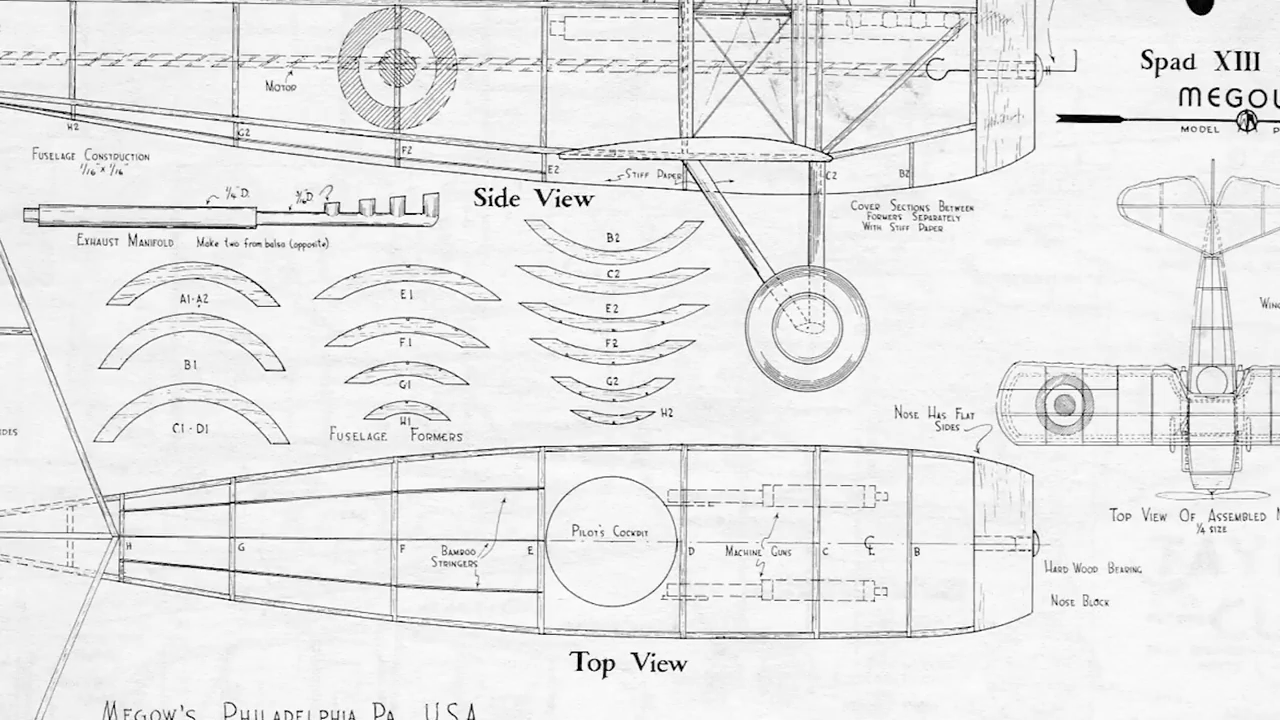 Spad XIII
MODEL
Motor
H2
G2
F2
E2
Stiff Paper
C2
B2
Fuselage Construction
1/16" x 1/16"
Side View
Cover Sections Between
Formers Separately
With Stiff Paper
1/4" D.
Exhaust Manifold Make two from balsa (opposite)
A1-A2
B1
C1-D1
E1
F1
G1
H1
Fuselage Formers
B2
C2
E2
F2
G2
H2
Nose Has Flat
Sides
Top View Of Assembled
1/4 Size
H
G
F
E
D
C
B
Bamboo
Stringers
Pilot's Cockpit
Machine Guns
Hard Wood Bearing
Nose Block
Top View
Megow's Philadelphia Pa. U.S.A.